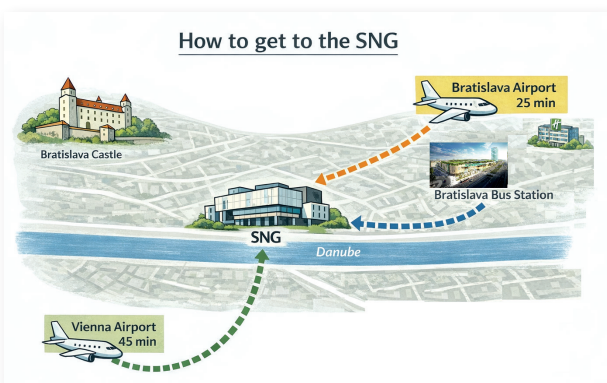 How to get to the SNG
Bratislava Airport
25 min
Bratislava Castle
Bratislava Bus Station
SNG
Danube
Vienna Airport
45 min